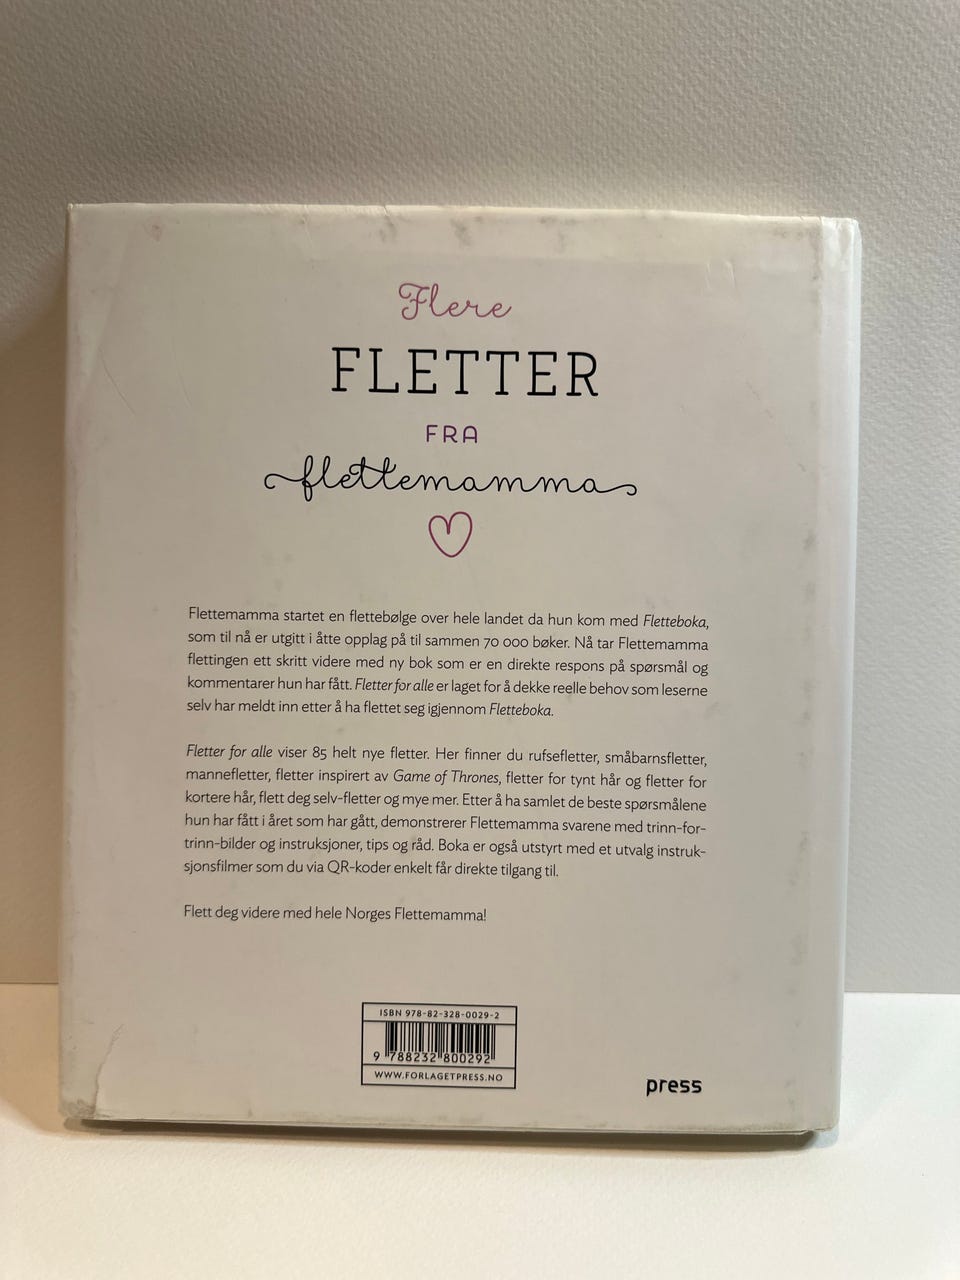 Flere
FLETTER
FRA
flettemamma
Flettemamma startet en flettebølge over hele landet da hun kom med Fletteboka,
som til nå er utgitt i åtte opplag på til sammen 70 000 bøker. Nå tar Flettemamma
flettingen ett skritt videre med ny bok som er en direkte respons på spørsmål og
kommentarer hun har fått. Fletter for alle er laget for å dekke reelle behov som leserne
selv har meldt inn etter å ha flettet seg igjennom Fletteboka.
Fletter for alle viser 85 helt nye fletter. Her finner du rufsefletter, småbarnsfletter,
mannefletter, fletter inspirert av Game of Thrones, fletter for tynt hår og fletter for
kortere hår, flett deg selv-fletter og mye mer. Etter å ha samlet de beste spørsmålene
hun har fått i året som har gått, demonstrerer Flettemamma svarene med trinn-for-
trinn-bilder og instruksjoner, tips og råd. Boka er også utstyrt med et utvalg instruk-
sjonsfilmer som du via QR-koder enkelt får direkte tilgang til.
Flett deg videre med hele Norges Flettemamma!
ISBN 978-82-328-0029-2
9 788232 800292
WWW.FORLAGETPRESS.NO
press